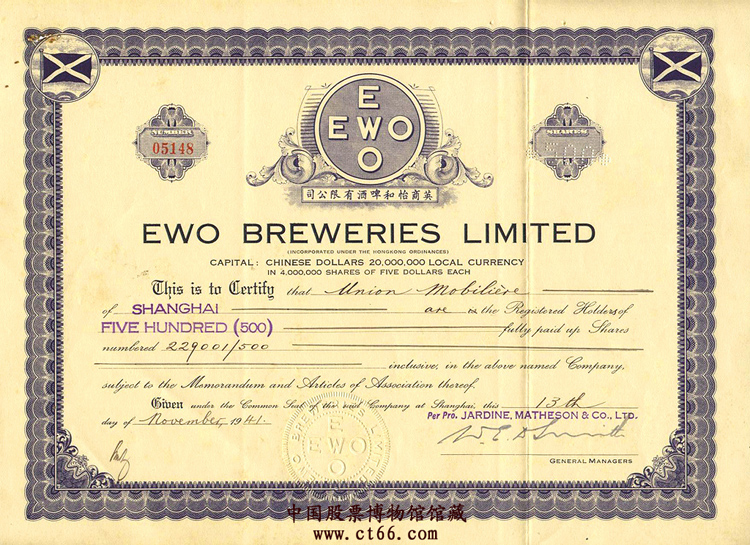 EWO
EWO
NUMBER
05148
SHARES
司公限有酒啤和怡商英
EWO BREWERIES LIMITED
(INCORPORATED UNDER THE HONGKONG ORDINANCES)
CAPITAL: CHINESE DOLLARS 20,000,000 LOCAL CURRENCY
IN 4,000,000 SHARES OF FIVE DOLLARS EACH
This is to Certify that Union Mobilière
of SHANGHAI are the Registered Holders of
FIVE HUNDRED (500) fully paid up Shares
numbered 229001/500
inclusive, in the above named Company,
subject to the Memorandum and Articles of Association thereof.
Given under the Common Seal of the said Company at Shanghai, this 13th
day of November, 1941.
Per Pro. JARDINE, MATHESON & CO., LTD.
GENERAL MANAGERS
EWO
中国股票博物馆馆藏
www.ct66.com